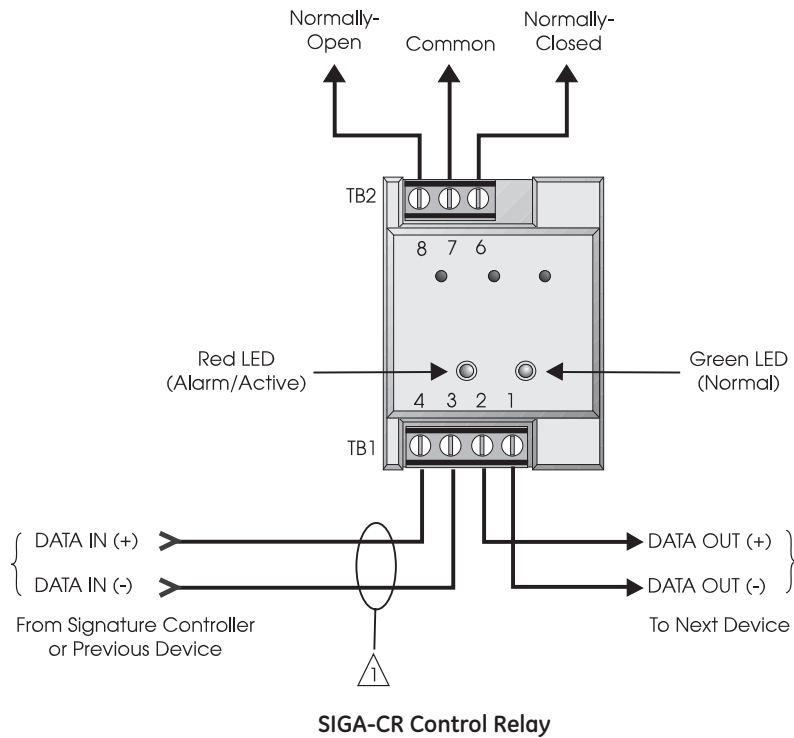 Normally-
Open
Common
Normally-
Closed
TB2
8 7 6
Red LED
(Alarm/Active)
Green LED
(Normal)
4 3 2 1
TB1
DATA IN (+)
DATA OUT (+)
DATA IN (-)
DATA OUT (-)
From Signature Controller
or Previous Device
To Next Device
1
SIGA-CR Control Relay